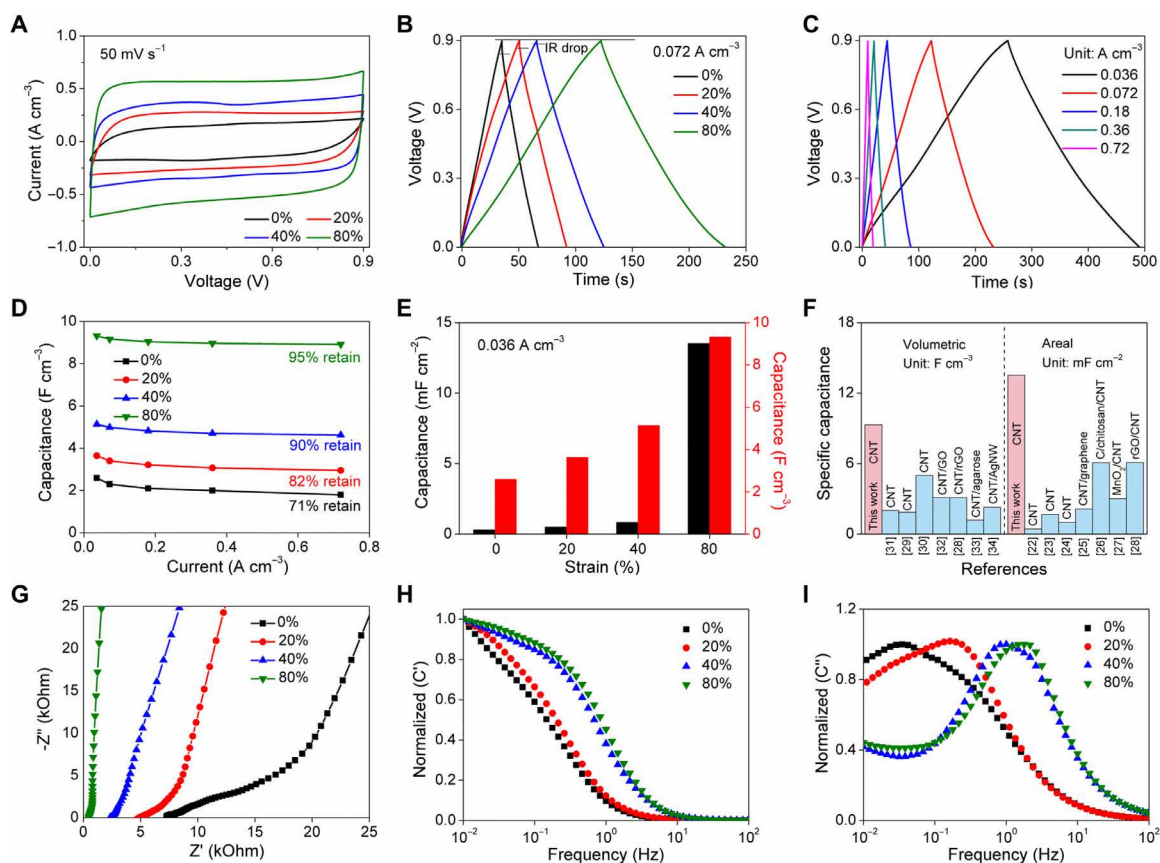 A
50 mV s⁻¹
Current (A cm⁻³)
1.0
0.5
0.0
−0.5
−1.0
0%
20%
40%
80%
0.0
0.3
0.6
0.9
Voltage (V)
B
IR drop
0.072 A cm⁻³
0%
20%
40%
80%
Voltage (V)
0.9
0.6
0.3
0.0
0
50
100
150
200
250
Time (s)
C
Unit: A cm⁻³
0.036
0.072
0.18
0.36
0.72
Voltage (V)
0.9
0.6
0.3
0.0
0
100
200
300
400
500
Time (s)
D
Capacitance (F cm⁻³)
10
8
6
4
2
0
0%
20%
40%
80%
95% retain
90% retain
82% retain
71% retain
0.0
0.2
0.4
0.6
0.8
Current (A cm⁻³)
E
0.036 A cm⁻³
Capacitance (mF cm⁻²)
15
10
5
0
10
8
6
4
2
0
Capacitance (F cm⁻³)
0
20
40
80
Strain (%)
F
Specific capacitance
18
12
6
0
Volumetric
Unit: F cm⁻³
Areal
Unit: mF cm⁻²
This work CNT
CNT
CNT
CNT
CNT/GO
CNT/rGO
CNT/agarose
CNT/AgNW
This work CNT
CNT
CNT
CNT
CNT/graphene
C/chitosan/CNT
MnO₂/CNT
rGO/CNT
[31]
[29]
[30]
[32]
[28]
[33]
[34]
[22]
[23]
[24]
[25]
[26]
[27]
[28]
References
G
-Z" (kOhm)
25
20
15
10
5
0
0%
20%
40%
80%
0
5
10
15
20
25
Z' (kOhm)
H
Normalized (C')
1.0
0.8
0.5
0.3
0.0
0%
20%
40%
80%
10⁻²
10⁻¹
10⁰
10¹
10²
Frequency (Hz)
I
Normalized (C")
1.2
0.8
0.4
0.0
0%
20%
40%
80%
10⁻²
10⁻¹
10⁰
10¹
10²
Frequency (Hz)